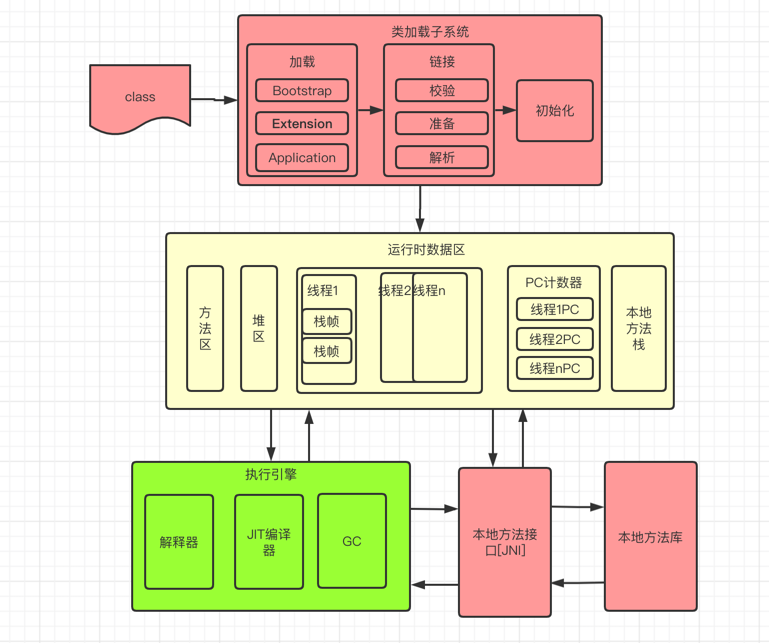 类加载子系统
class
加载
Bootstrap
Extension
Application
链接
校验
准备
解析
初始化
运行时数据区
方
法
区
堆
区
线程1
栈帧
栈帧
线程2
线程n
PC计数器
线程1PC
线程2PC
线程nPC
本地
方法
栈
执行引擎
解释器
JIT编译
器
GC
本地方法接
口[JNI]
本地方法库